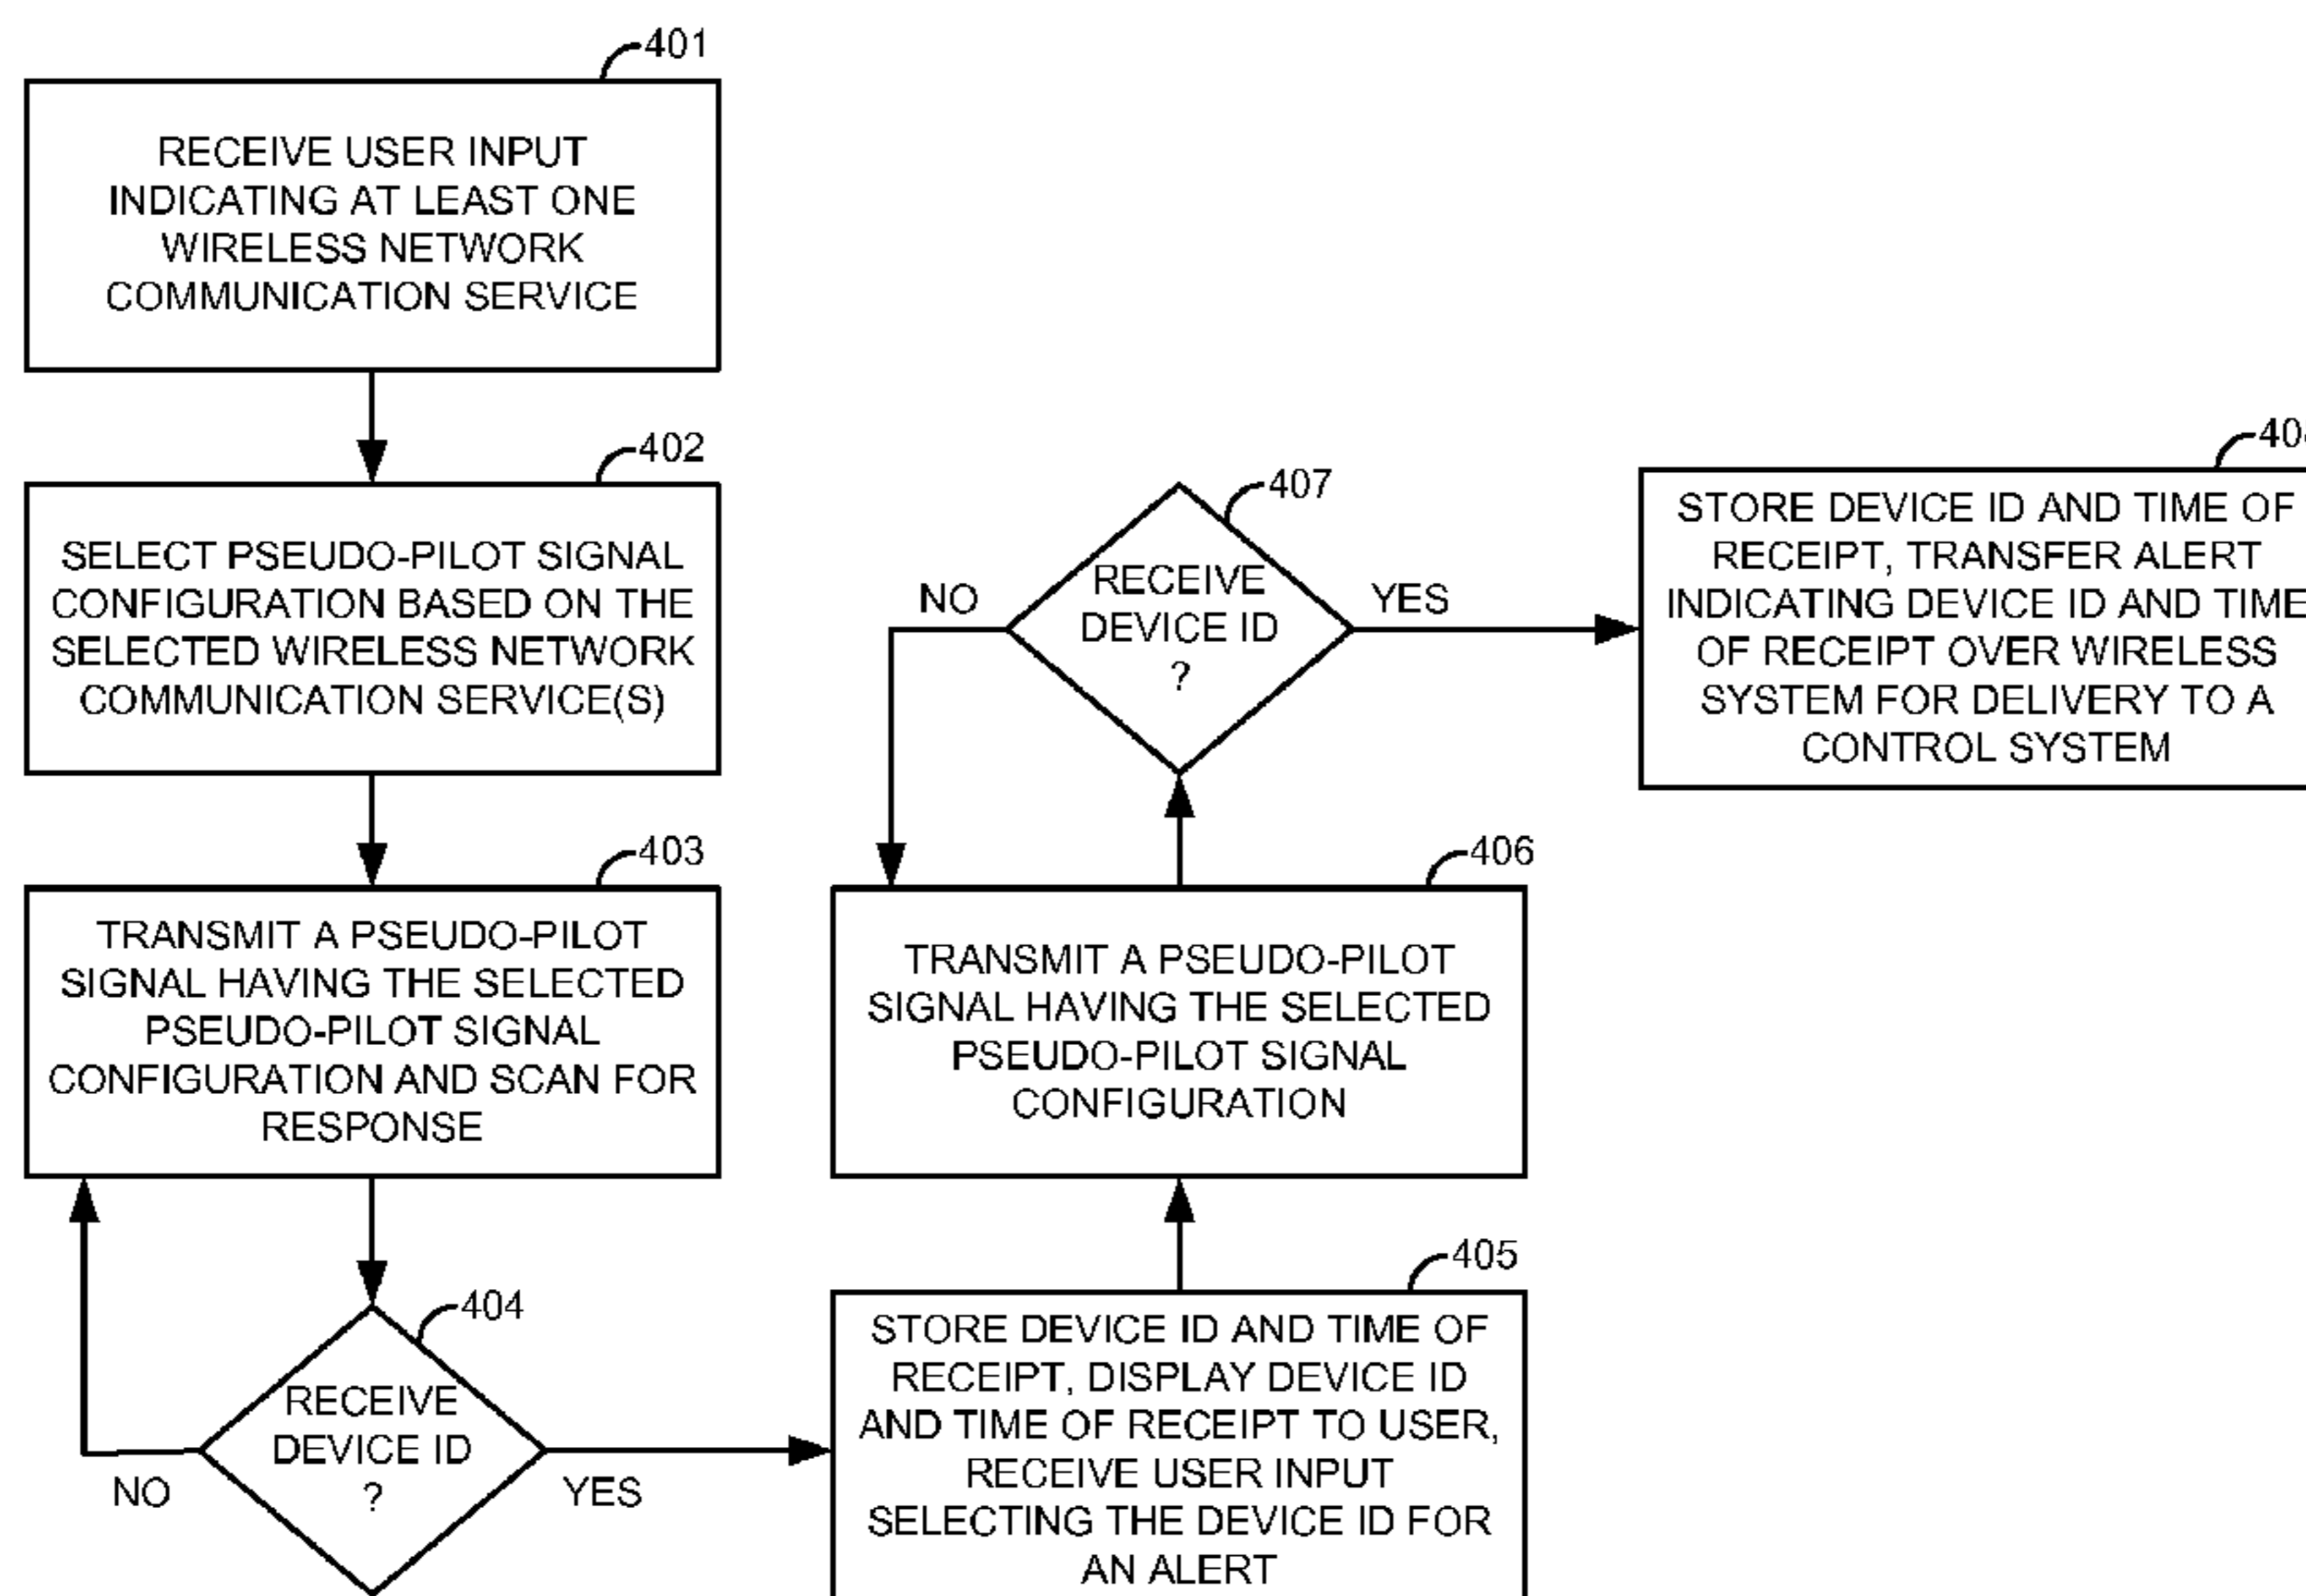 401
RECEIVE USER INPUT
INDICATING AT LEAST ONE
WIRELESS NETWORK
COMMUNICATION SERVICE
402
SELECT PSEUDO-PILOT SIGNAL
CONFIGURATION BASED ON THE
SELECTED WIRELESS NETWORK
COMMUNICATION SERVICE(S)
403
TRANSMIT A PSEUDO-PILOT
SIGNAL HAVING THE SELECTED
PSEUDO-PILOT SIGNAL
CONFIGURATION AND SCAN FOR
RESPONSE
404
RECEIVE
DEVICE ID
?
NO
YES
405
STORE DEVICE ID AND TIME OF
RECEIPT, DISPLAY DEVICE ID
AND TIME OF RECEIPT TO USER,
RECEIVE USER INPUT
SELECTING THE DEVICE ID FOR
AN ALERT
406
TRANSMIT A PSEUDO-PILOT
SIGNAL HAVING THE SELECTED
PSEUDO-PILOT SIGNAL
CONFIGURATION
407
RECEIVE
DEVICE ID
?
NO
YES
STORE DEVICE ID AND TIME OF
RECEIPT, TRANSFER ALERT
INDICATING DEVICE ID AND TIME
OF RECEIPT OVER WIRELESS
SYSTEM FOR DELIVERY TO A
CONTROL SYSTEM